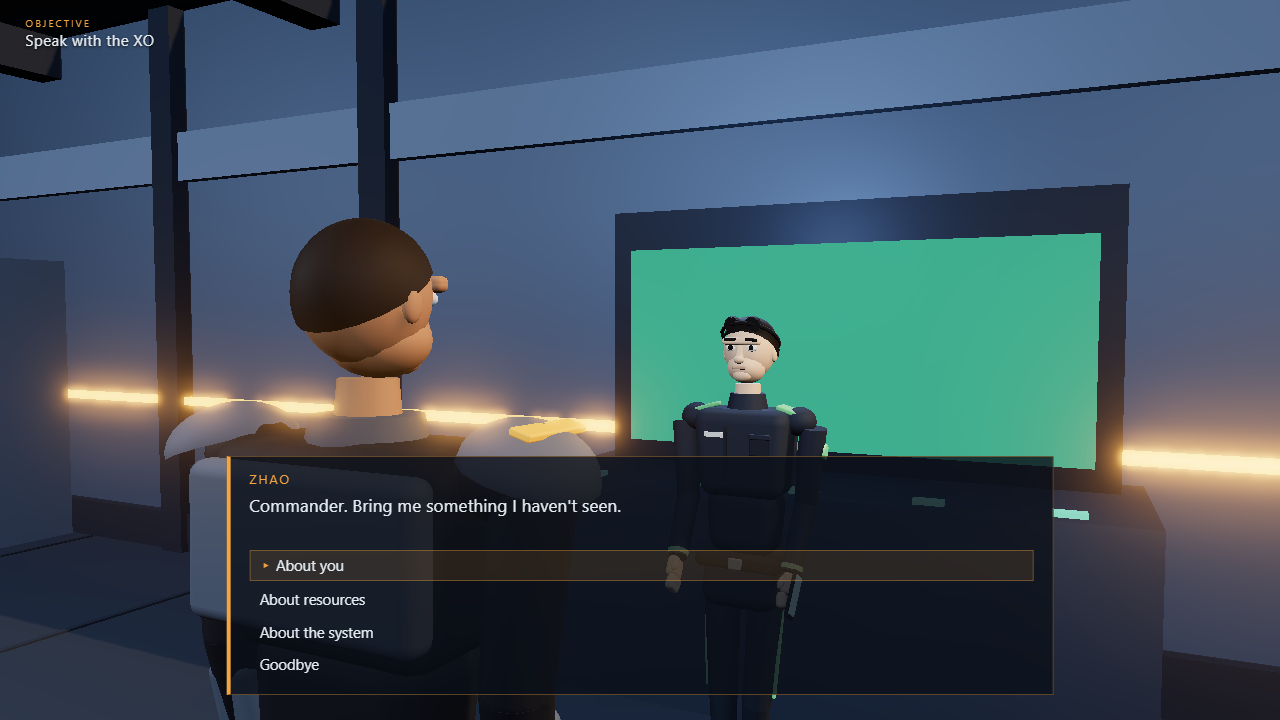 OBJECTIVE
Speak with the XO
ZHAO
Commander. Bring me something I haven't seen.
About you
About resources
About the system
Goodbye